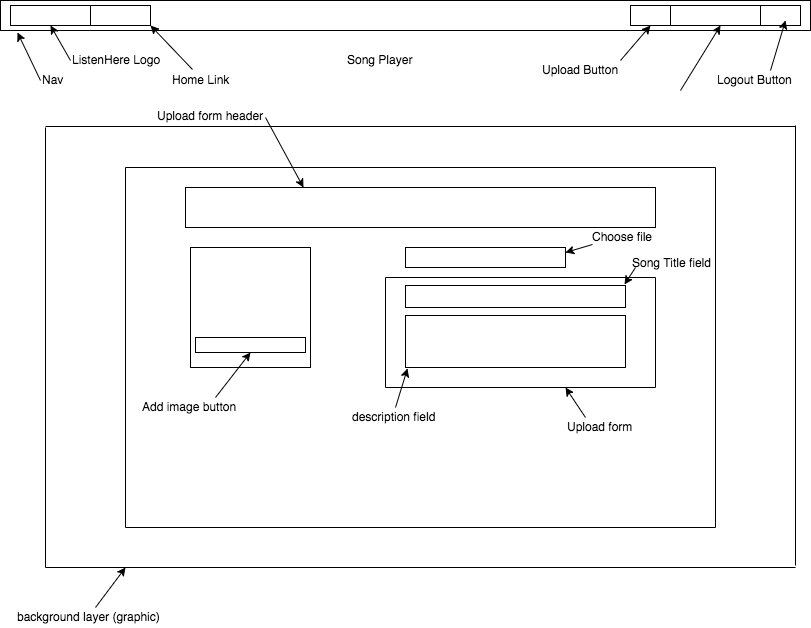 ListenHere Logo
Song Player
Nav
Home Link
Upload Button
Logout Button
Upload form header
Choose file
Song Title field
Add image button
description field
Upload form
background layer (graphic)